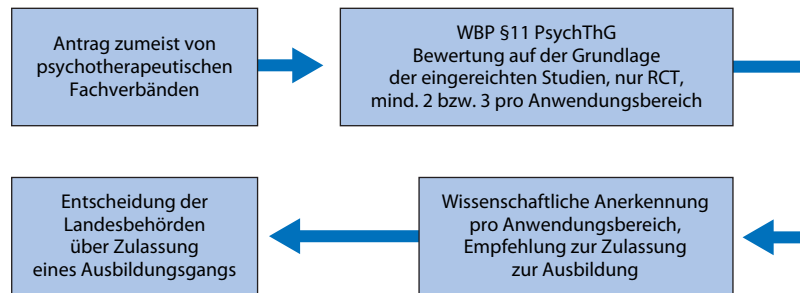 Antrag zumeist von
psychotherapeutischen
Fachverbänden
WBP §11 PsychThG
Bewertung auf der Grundlage
der eingereichten Studien, nur RCT,
mind. 2 bzw. 3 pro Anwendungsbereich
Wissenschaftliche Anerkennung
pro Anwendungsbereich,
Empfehlung zur Zulassung
zur Ausbildung
Entscheidung der
Landesbehörden
über Zulassung
eines Ausbildungsgangs